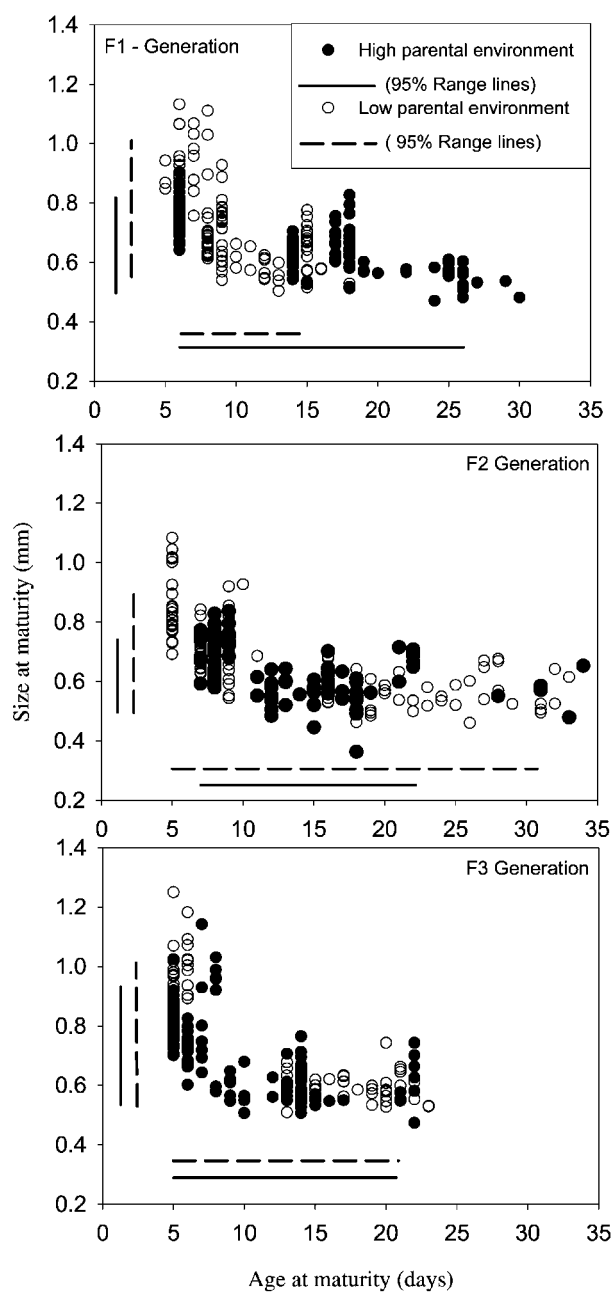 1.4
F1 - Generation
High parental environment
(95% Range lines)
Low parental environment
( 95% Range lines)
1.2
1.0
0.8
0.6
0.4
0.2
0 5 10 15 20 25 30 35
1.4
F2 Generation
1.2
1.0
0.8
0.6
0.4
0.2
0 5 10 15 20 25 30 35
Size at maturity (mm)
1.4
F3 Generation
1.2
1.0
0.8
0.6
0.4
0.2
0 5 10 15 20 25 30 35
Age at maturity (days)